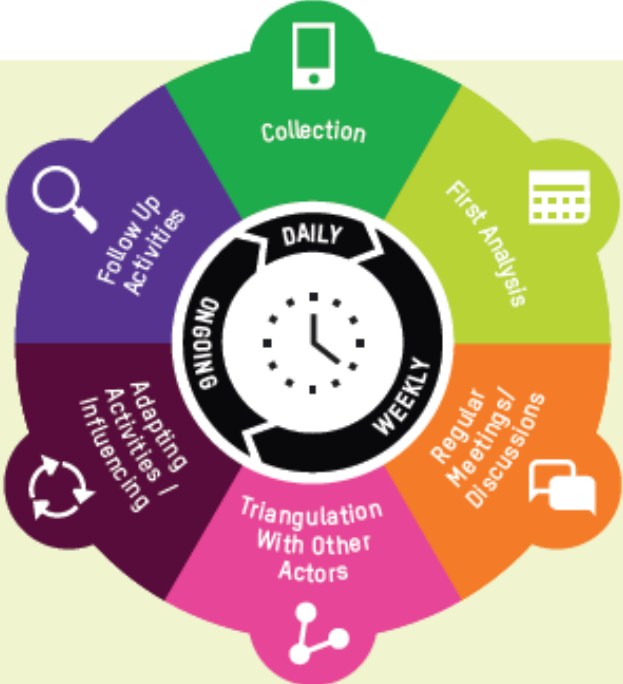 Collection
First Analysis
Regular
Meetings/
Discussions
Triangulation
With Other
Actors
Adapting
Activities /
Influencing
Follow Up
Activities
DAILY
WEEKLY
ONGOING